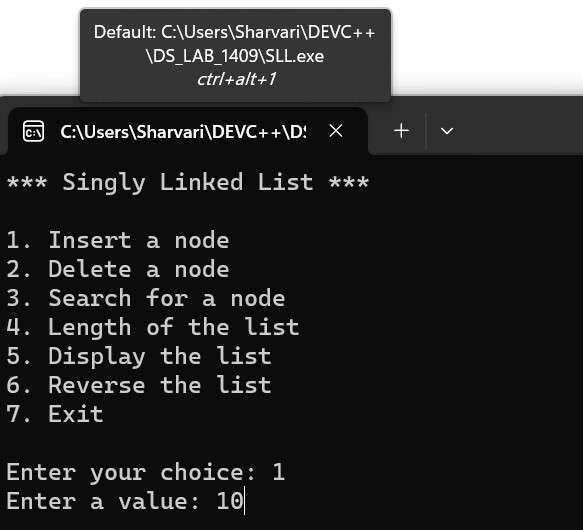 Default: C:\Users\Sharvari\DEVC++
\DS_LAB_1409\SLL.exe
ctrl+alt+1
C:\Users\Sharvari\DEVC++\DS
*** Singly Linked List ***
1. Insert a node
2. Delete a node
3. Search for a node
4. Length of the list
5. Display the list
6. Reverse the list
7. Exit
Enter your choice: 1
Enter a value: 10